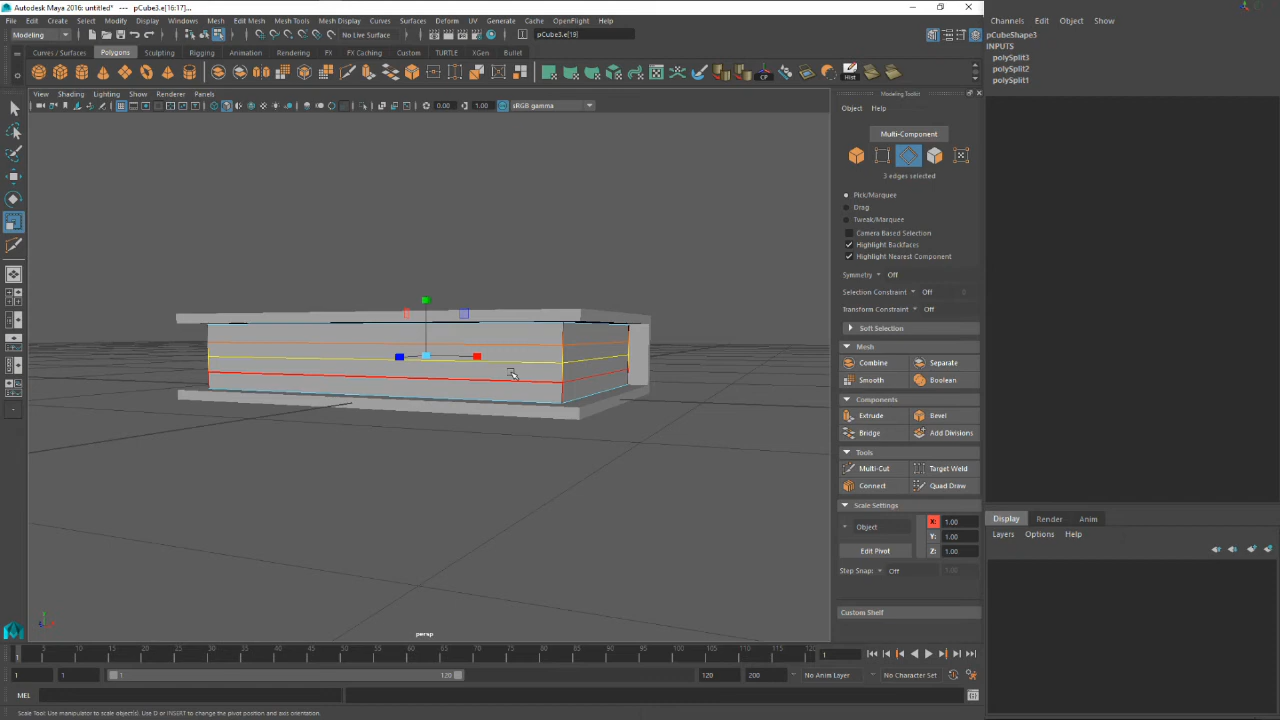 Autodesk Maya 2016: untitled* --- pCube3.e[16:17]...
File Edit Create Select Modify Display Windows Mesh Edit Mesh Mesh Tools Mesh Display Curves Surfaces Deform UV Generate Cache OpenFlight Help
Channels Edit Object Show
Modeling No Live Surface pCube3.e[19]
pCubeShape3
INPUTS
polySplit3
polySplit2
polySplit1
Curves / Surfaces Polygons Sculpting Rigging Animation Rendering FX FX Caching Custom TURTLE XGen Bullet
CP Hist
View Shading Lighting Show Renderer Panels
0.00 1.00 sRGB gamma
Modeling Toolkit
Object Help
Multi-Component
3 edges selected
Pick/Marquee
Drag
Tweak/Marquee
Camera Based Selection
Highlight Backfaces
Highlight Nearest Component
Symmetry Off
Selection Constraint Off
Transform Constraint Off
Soft Selection
Mesh
Combine Separate
Smooth Boolean
Components
Extrude Bevel
Bridge Add Divisions
Tools
Multi-Cut Target Weld
Connect Quad Draw
Scale Settings
Object
X: 1.00
Y: 1.00
Z: 1.00
Edit Pivot
Step Snap: Off 1.00
Custom Shelf
Display Render Anim
Layers Options Help
persp
1 5 10 15 20 25 30 35 40 45 50 55 60 65 70 75 80 85 90 95 100 105 110 115 120
1
1 1 1 120 120 200 No Anim Layer No Character Set
MEL
Scale Tool: Use manipulator to scale object(s). Use D or INSERT to change the pivot position and axis orientation.